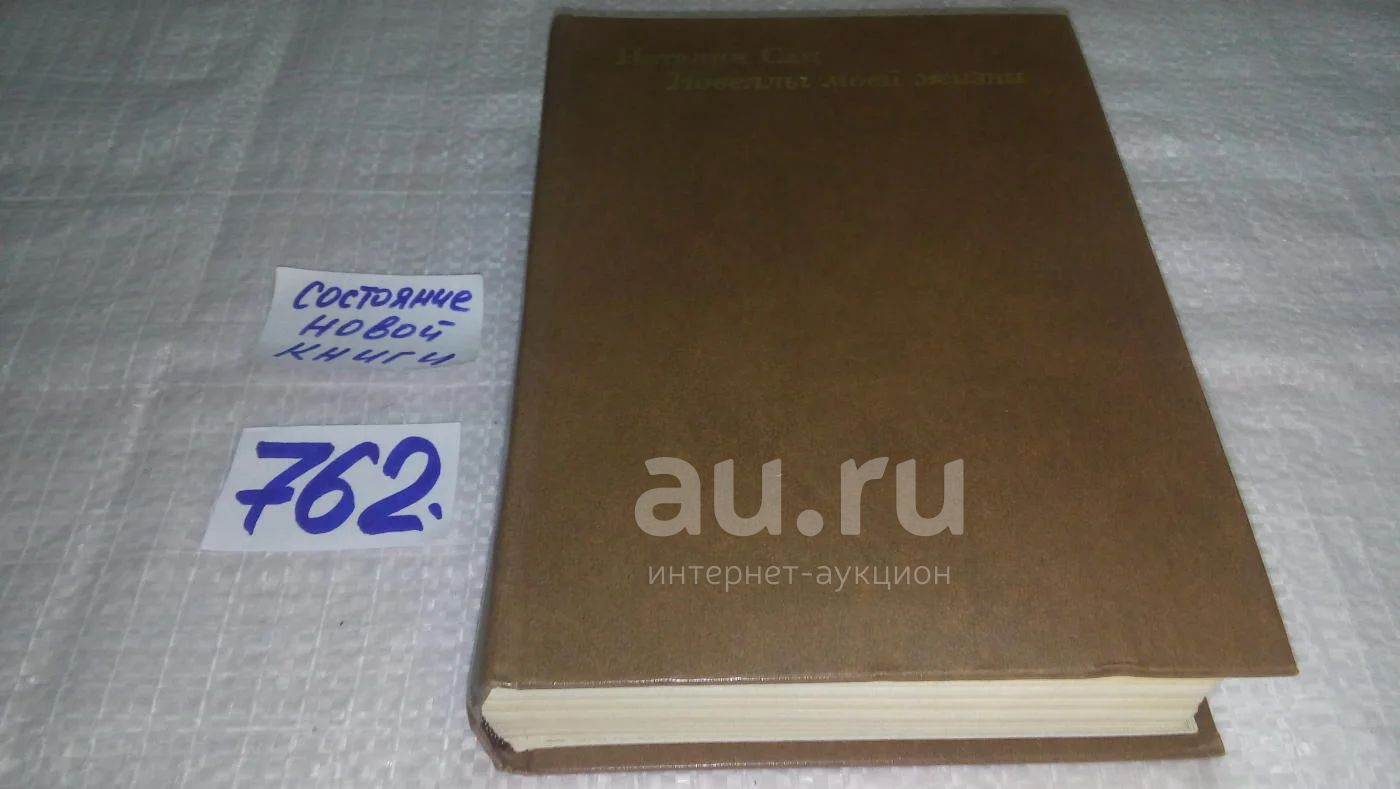 Наталия Сац
Новеллы моей жизни
состояние
новой
книги
762.
au.ru
интернет-аукцион